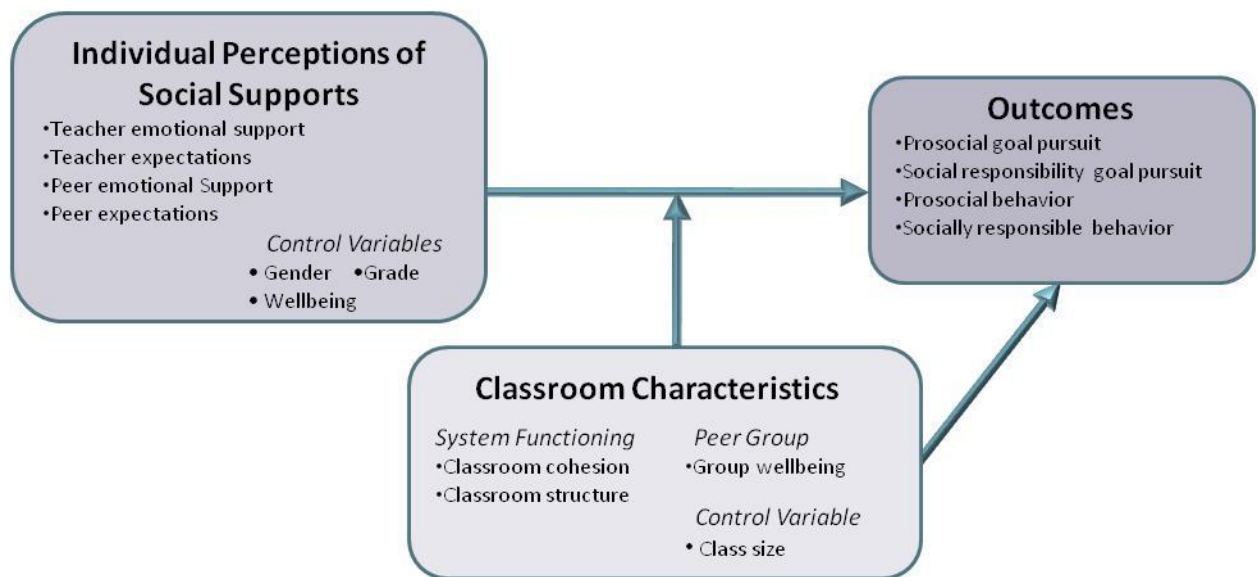 Individual Perceptions of
Social Supports
•Teacher emotional support
•Teacher expectations
•Peer emotional Support
•Peer expectations
Control Variables
• Gender •Grade
• Wellbeing
Outcomes
•Prosocial goal pursuit
•Social responsibility goal pursuit
•Prosocial behavior
•Socially responsible behavior
Classroom Characteristics
System Functioning
•Classroom cohesion
•Classroom structure
Peer Group
•Group wellbeing
Control Variable
• Class size